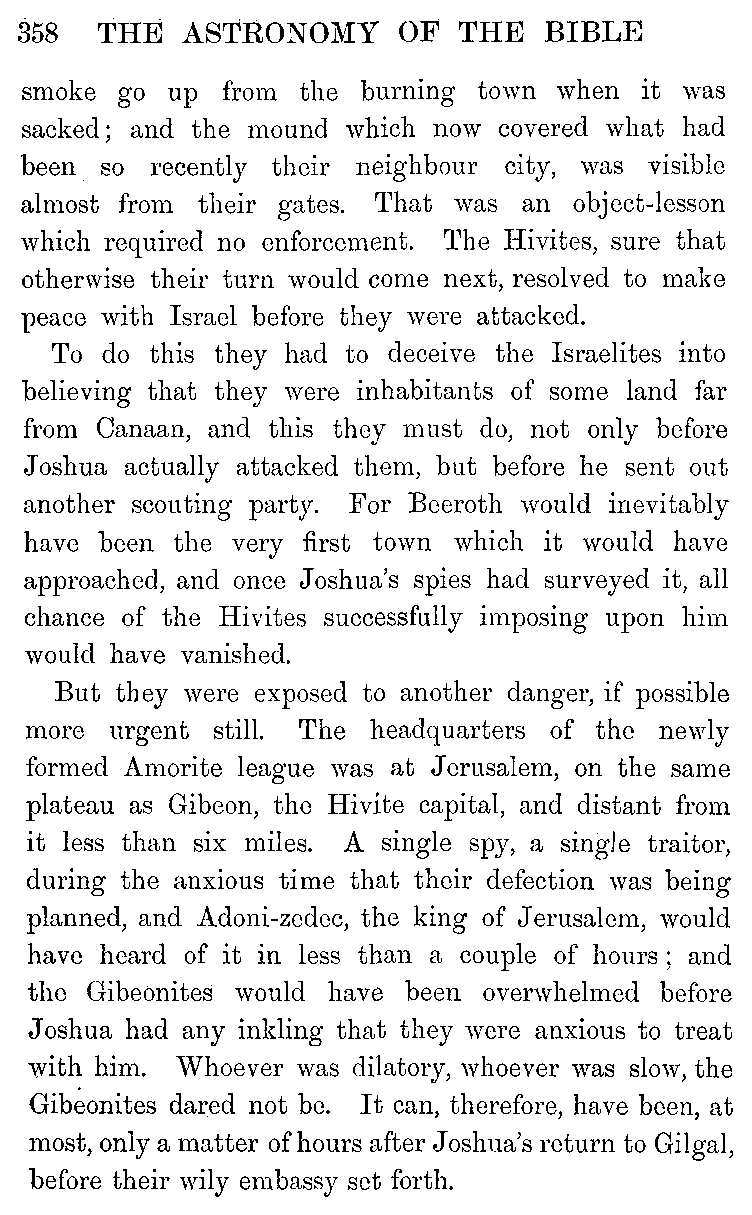 358 THE ASTRONOMY OF THE BIBLE
smoke go up from the burning town when it was
sacked; and the mound which now covered what had
been so recently their neighbour city, was visible
almost from their gates. That was an object-lesson
which required no enforcement. The Hivites, sure that
otherwise their turn would come next, resolved to make
peace with Israel before they were attacked.
To do this they had to deceive the Israelites into
believing that they were inhabitants of some land far
from Canaan, and this they must do, not only before
Joshua actually attacked them, but before he sent out
another scouting party. For Beeroth would inevitably
have been the very first town which it would have
approached, and once Joshua's spies had surveyed it, all
chance of the Hivites successfully imposing upon him
would have vanished.
But they were exposed to another danger, if possible
more urgent still. The headquarters of the newly
formed Amorite league was at Jerusalem, on the same
plateau as Gibeon, the Hivite capital, and distant from
it less than six miles. A single spy, a single traitor,
during the anxious time that their defection was being
planned, and Adoni-zedec, the king of Jerusalem, would
have heard of it in less than a couple of hours; and
the Gibeonites would have been overwhelmed before
Joshua had any inkling that they were anxious to treat
with him. Whoever was dilatory, whoever was slow, the
Gibeonites dared not be. It can, therefore, have been, at
most, only a matter of hours after Joshua's return to Gilgal,
before their wily embassy set forth.